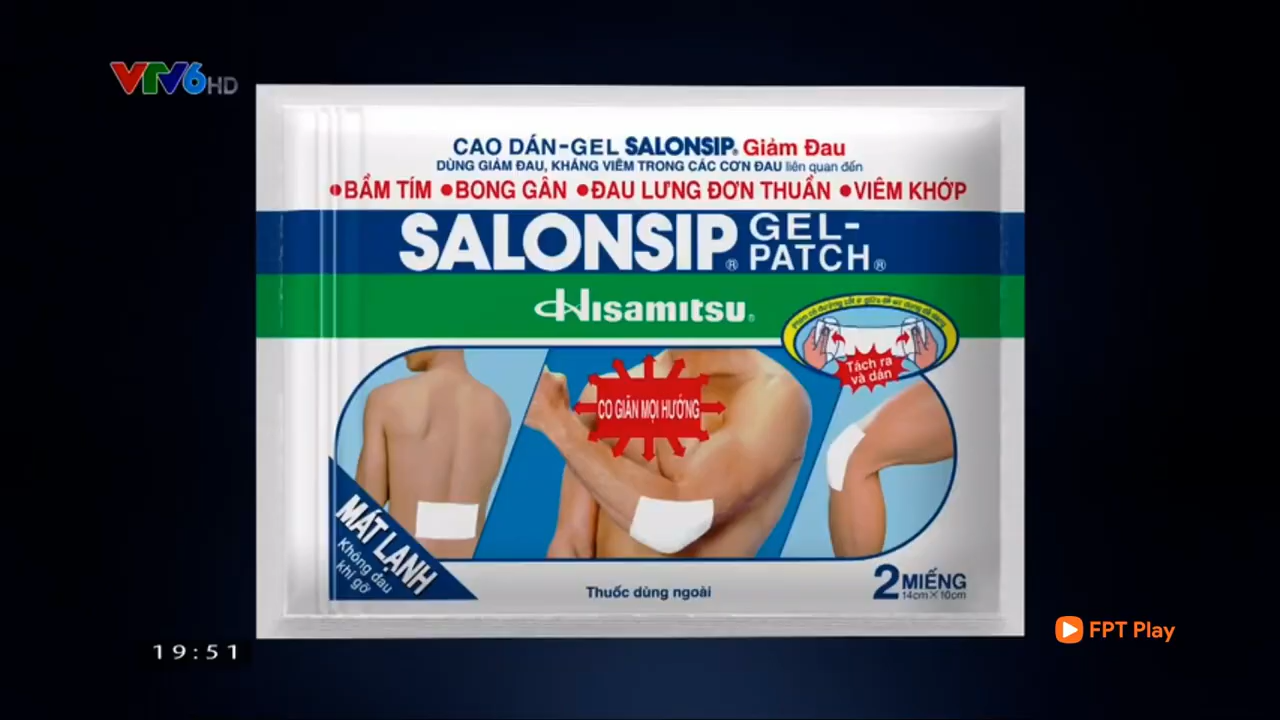 VTV6HD
CAO DÁN-GEL SALONSIP® Giảm Đau
DÙNG GIẢM ĐAU, KHÁNG VIÊM TRONG CÁC CƠN ĐAU liên quan đến
●BẦM TÍM ●BONG GÂN ●ĐAU LƯNG ĐƠN THUẦN ●VIÊM KHỚP
SALONSIP® GEL-
PATCH®
Hisamitsu®
Tách ra
và dán
CO GIÃN MỌI HƯỚNG
MÁT LẠNH
Không đau
khi gỡ
Thuốc dùng ngoài
2 MIẾNG
14cm×10cm
FPT Play
19:51